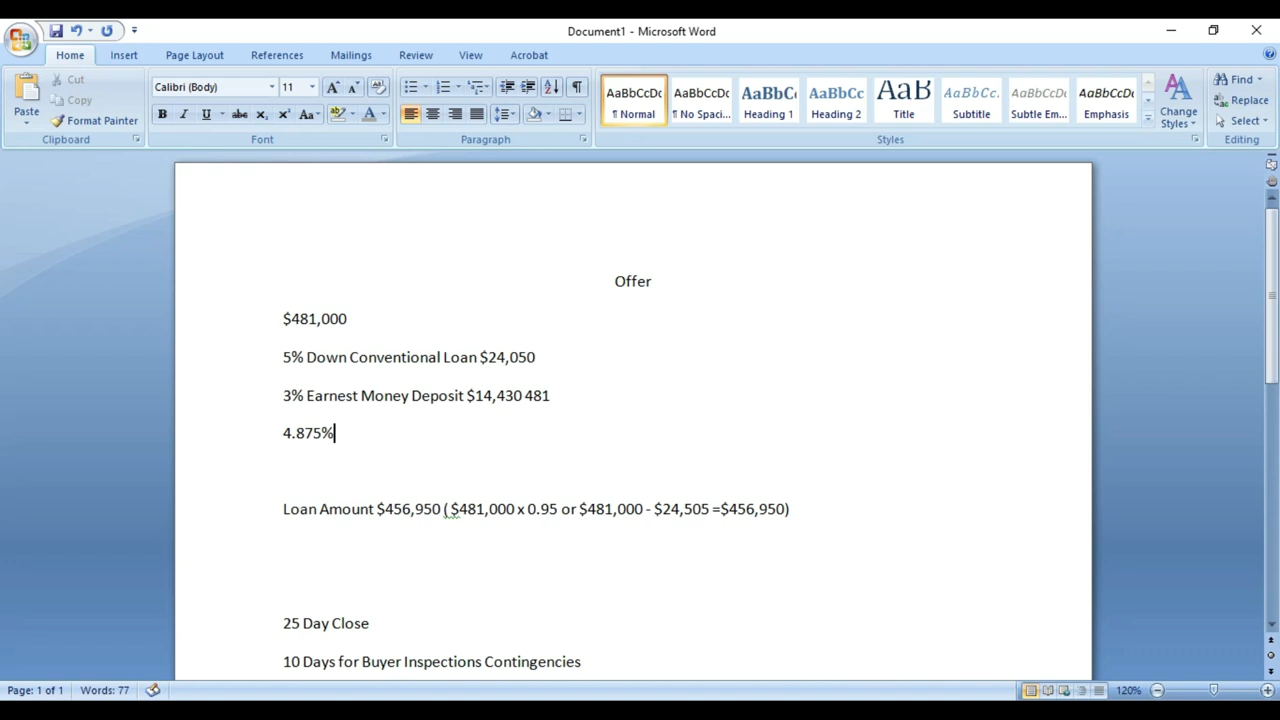 Document1 - Microsoft Word
Home Insert Page Layout References Mailings Review View Acrobat
Paste
Cut
Copy
Format Painter
Clipboard
Calibri (Body) 11
Font
Paragraph
AaBbCcDc AaBbCcDc AaBbC AaBbCc AaB AaBbCc. AaBbCcDc AaBbCcDc
¶ Normal ¶ No Spaci... Heading 1 Heading 2 Title Subtitle Subtle Em... Emphasis
Change Styles
Styles
Find
Replace
Select
Editing
Offer
$481,000
5% Down Conventional Loan $24,050
3% Earnest Money Deposit $14,430 481
4.875%
Loan Amount $456,950 ( $481,000 x 0.95 or $481,000 - $24,505 =$456,950)
25 Day Close
10 Days for Buyer Inspections Contingencies
Page: 1 of 1 Words: 77 120%